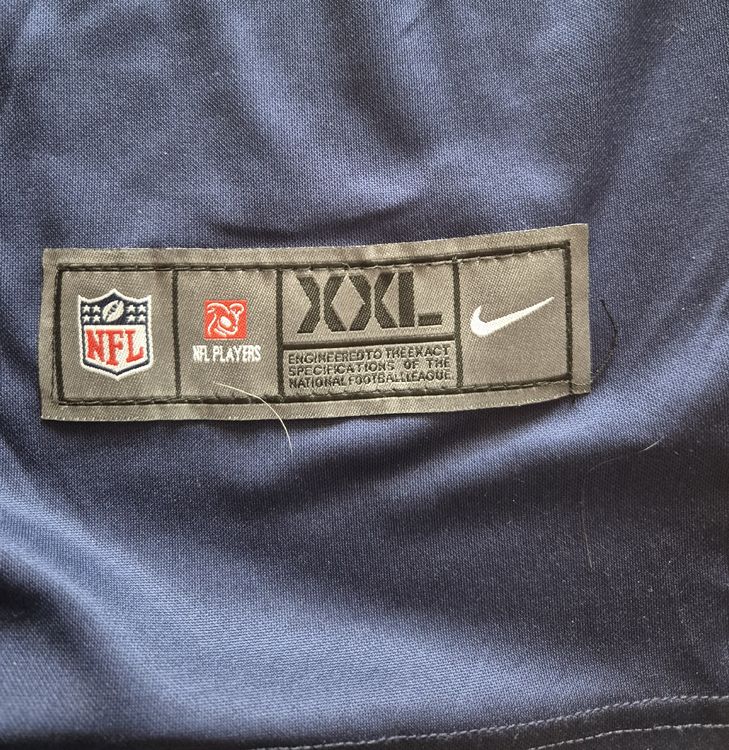 NFL
NFL PLAYERS
XXL
ENGINEERED TO THE EXACT
SPECIFICATIONS OF THE
NATIONAL FOOTBALL LEAGUE